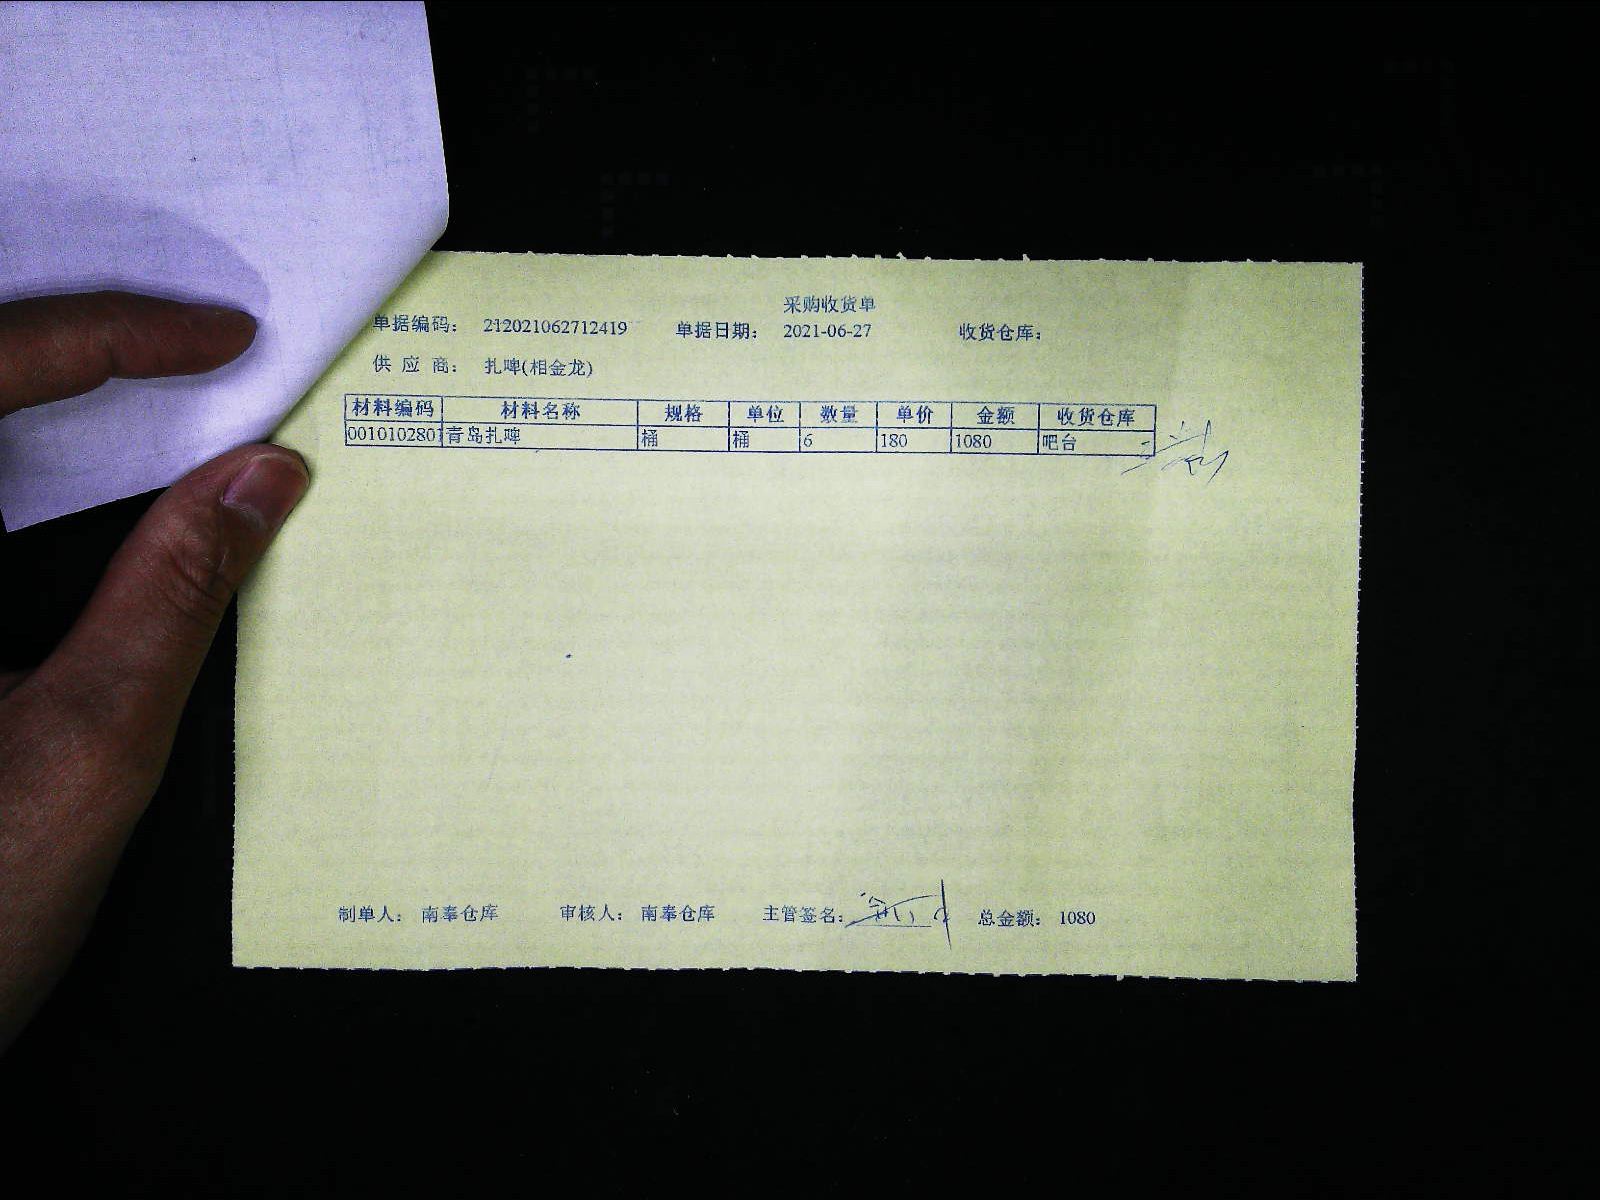 采购收货单
单据编码： 212021062712419 单据日期： 2021-06-27 收货仓库：
供 应 商： 扎啤(相金龙)
材料编码 材料名称 规格 单位 数量 单价 金额 收货仓库
0010102801 青岛扎啤 桶 桶 6 180 1080 吧台
制单人： 南奉仓库 审核人： 南奉仓库 主管签名： 总金额： 1080